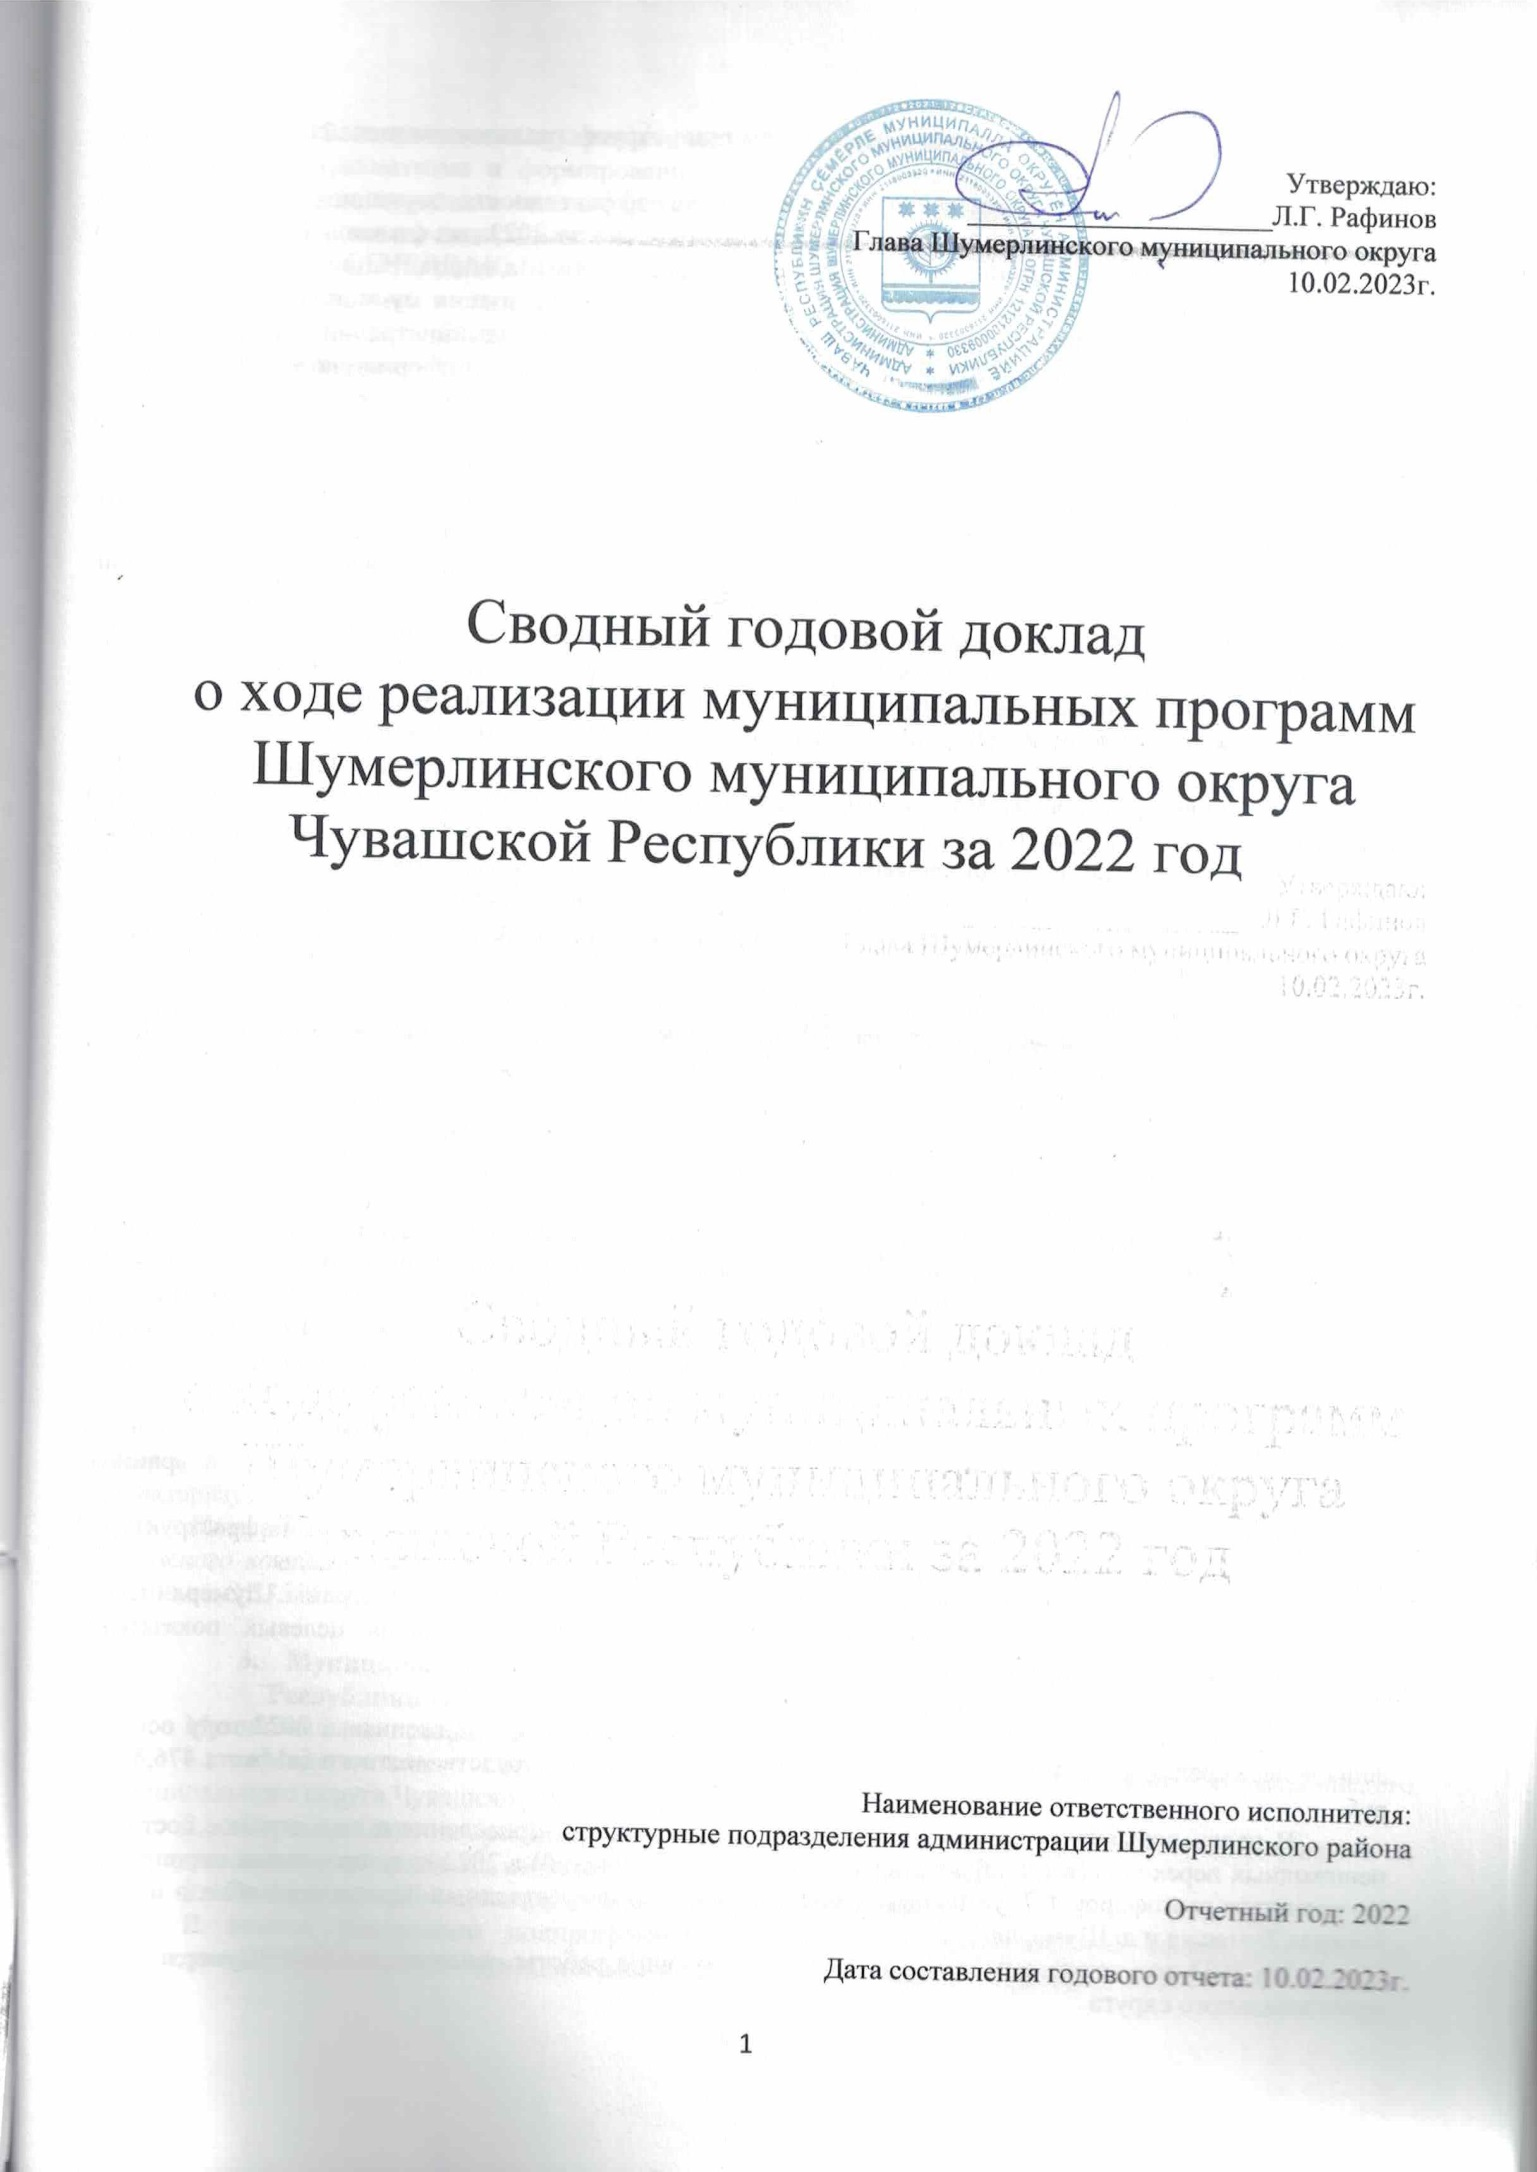 Утверждаю:
Л.Г. Рафинов
Глава Шумерлинского муниципального округа
10.02.2023г.
Сводный годовой доклад
о ходе реализации муниципальных программ
Шумерлинского муниципального округа
Чувашской Республики за 2022 год
Наименование ответственного исполнителя:
структурные подразделения администрации Шумерлинского района
Отчетный год: 2022
Дата составления годового отчета: 10.02.2023г.
1